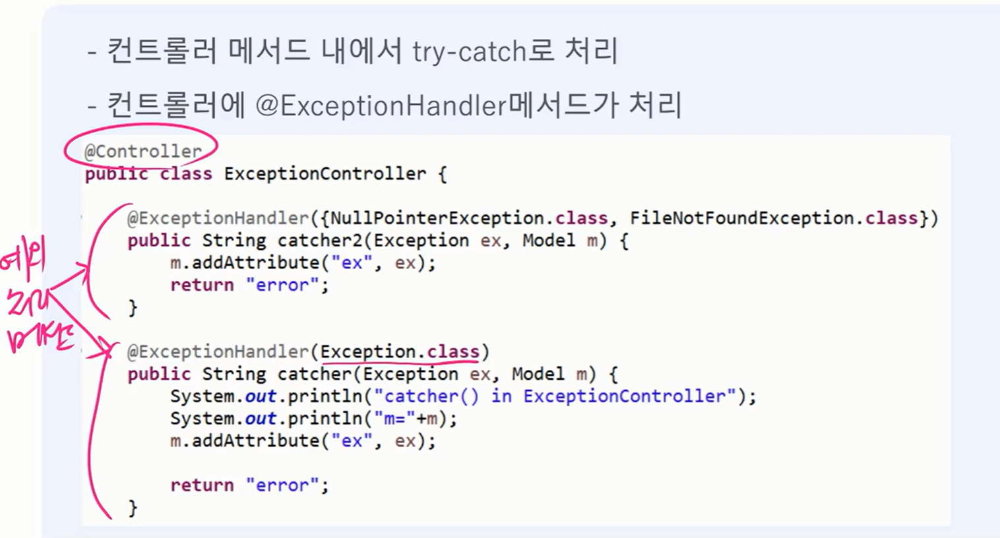 - 컨트롤러 메서드 내에서 try-catch로 처리
- 컨트롤러에 @ExceptionHandler메서드가 처리
@Controller
public class ExceptionController {
@ExceptionHandler({NullPointerException.class, FileNotFoundException.class})
public String catcher2(Exception ex, Model m) {
m.addAttribute("ex", ex);
return "error";
}
예외
처리
메서드
@ExceptionHandler(Exception.class)
public String catcher(Exception ex, Model m) {
System.out.println("catcher() in ExceptionController");
System.out.println("m="+m);
m.addAttribute("ex", ex);
return "error";
}